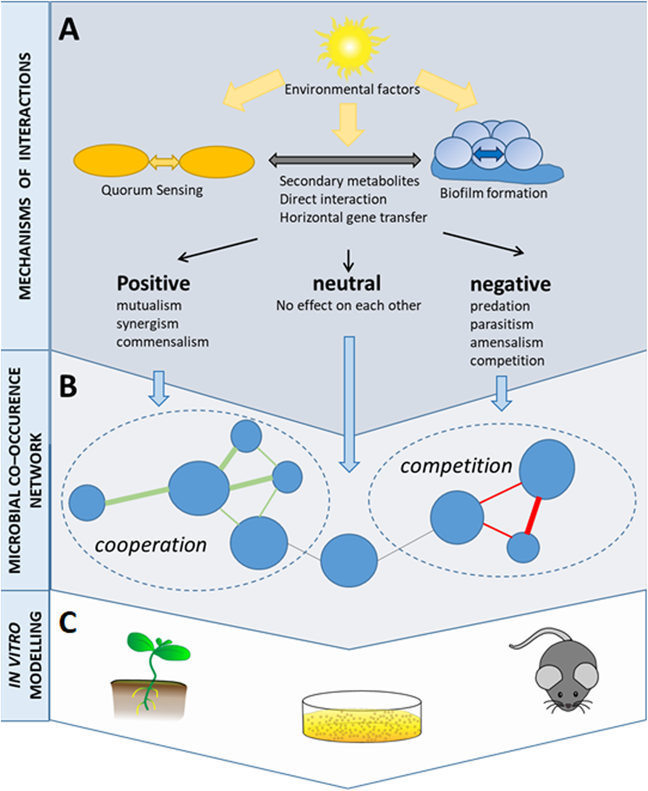 A
MECHANISMS OF INTERACTIONS
Environmental factors
Quorum Sensing
Secondary metabolites
Direct interaction
Horizontal gene transfer
Biofilm formation
Positive
mutualism
synergism
commensalism
neutral
No effect on each other
negative
predation
parasitism
amensalism
competition
B
MICROBIAL CO–OCCURENCE
NETWORK
cooperation
competition
C
IN VITRO
MODELLING